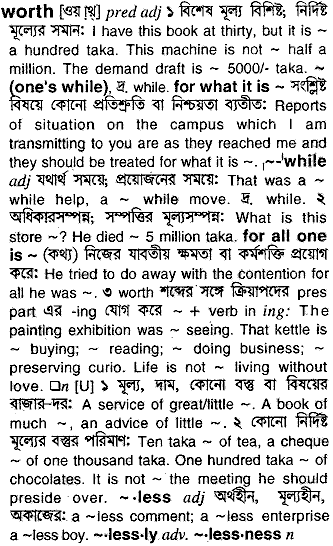 worth [ওয়থ্] pred adj ১ বিশেষ মূল্য বিশিষ্ট; নির্দিষ্ট
মূল্যের সমান: I have this book at thirty, but it is ~
a hundred taka. This machine is not ~ half a
million. The demand draft is ~ 5000/- taka. ~
(one's while), দ্র. while. for what it is ~ সংশ্লিষ্ট
বিষয়ে কোনো প্রতিশ্রুতি বা নিশ্চয়তা ব্যতীত: Reports
of situation on the campus which I am
transmitting to you are as they reached me and
they should be treated for what it is ~. ~-while
adj যথার্থ সময়ে; প্রয়োজনের সময়ে: That was a ~
while help, a ~ while move. দ্র. while. ২
অধিকারসম্পন্ন; সম্পত্তির মূল্যসম্পন্ন: What is this
store ~? He died ~ 5 million taka. for all one
is ~ (কথ্য) নিজের যাবতীয় ক্ষমতা বা কর্মশক্তি প্রয়োগ
করে: He tried to do away with the contention for
all he was ~. ৩ worth শব্দের সঙ্গে ক্রিয়াপদের pres
part এর -ing যোগ করে ~ + verb in ing: The
painting exhibition was ~ seeing. That kettle is
~ buying; ~ reading; ~ doing business; ~
preserving curio. Life is not ~ living without
love. □n [U] ১ মূল্য, দাম, কোনো বস্তু বা বিষয়ের
বাজার-দর: A service of great/little ~. A book of
much ~, an advice of little ~. ২ কোনো নির্দিষ্ট
মূল্যের বস্তুর পরিমাণ: Ten taka ~ of tea, a cheque
~ of one thousand taka. One hundred taka ~ of
chocolates. It is not ~ the meeting he should
preside over. ~·less adj অর্থহীন, মূল্যহীন,
অকাজের: a ~less comment; a ~less enterprise
a ~less boy. ~·less·ly adv. ~·less·ness n